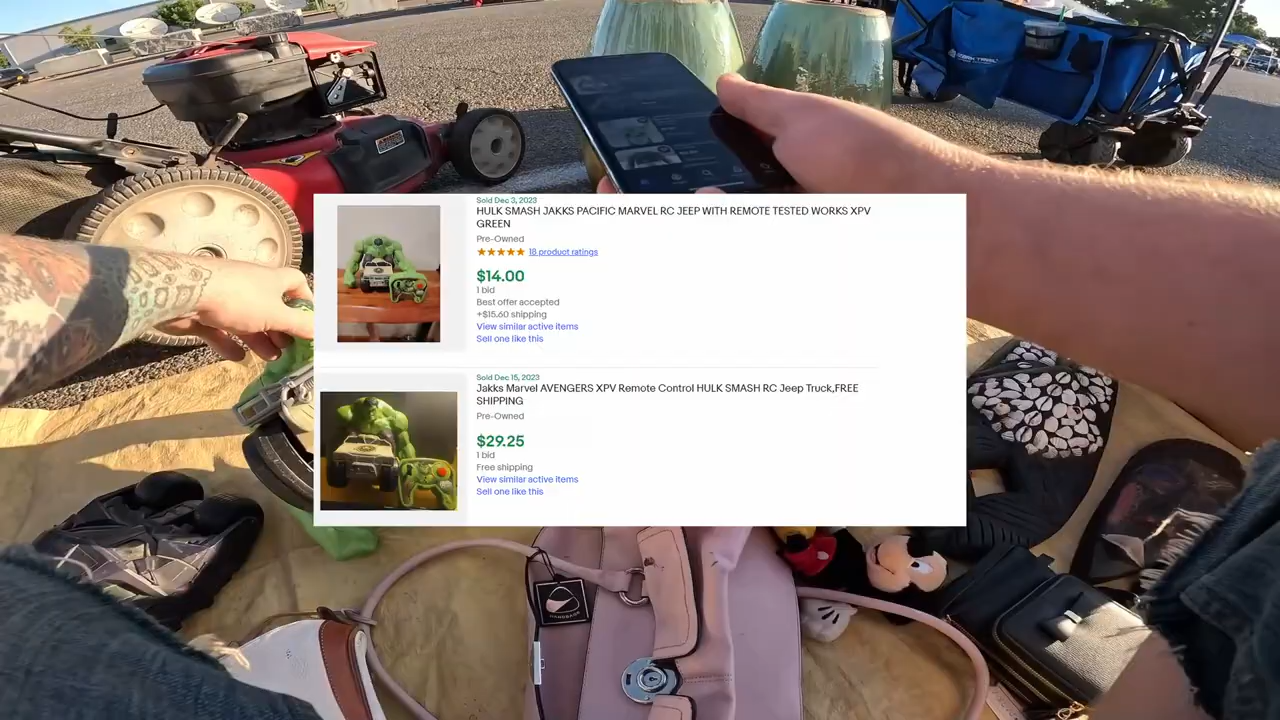 Sold Dec 3, 2023
HULK SMASH JAKKS PACIFIC MARVEL RC JEEP WITH REMOTE TESTED WORKS XPV
GREEN
Pre-Owned
18 product ratings
$14.00
1 bid
Best offer accepted
+$15.60 shipping
View similar active items
Sell one like this
Sold Dec 15, 2023
Jakks Marvel AVENGERS XPV Remote Control HULK SMASH RC Jeep Truck,FREE
SHIPPING
Pre-Owned
$29.25
1 bid
Free shipping
View similar active items
Sell one like this